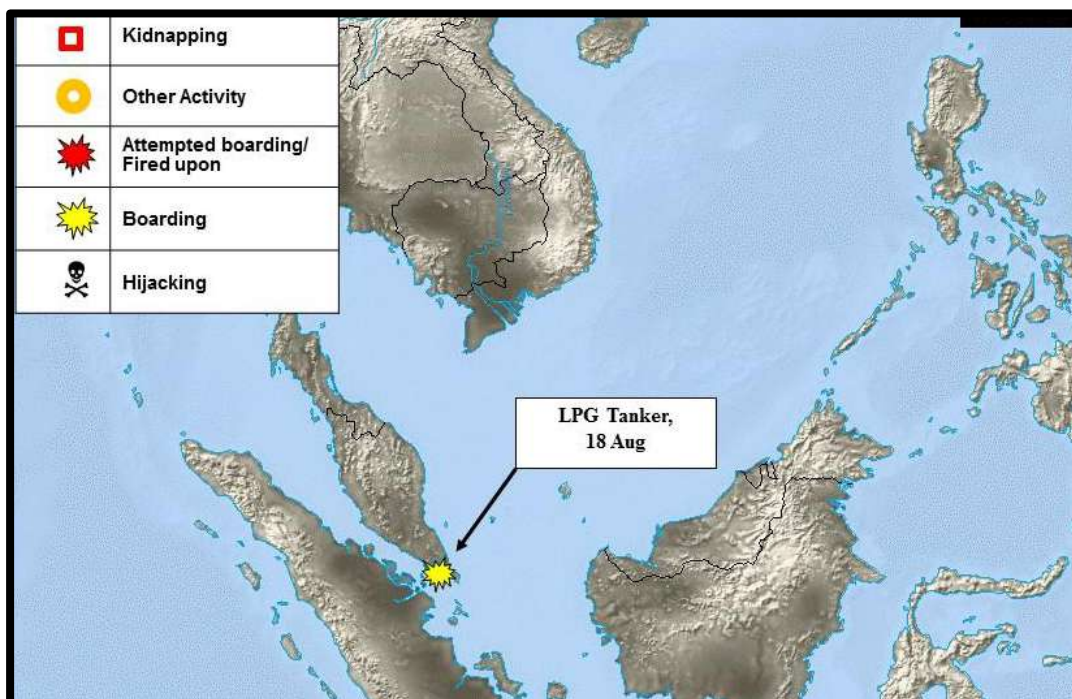 Kidnapping
Other Activity
Attempted boarding/
Fired upon
Boarding
Hijacking
LPG Tanker,
18 Aug